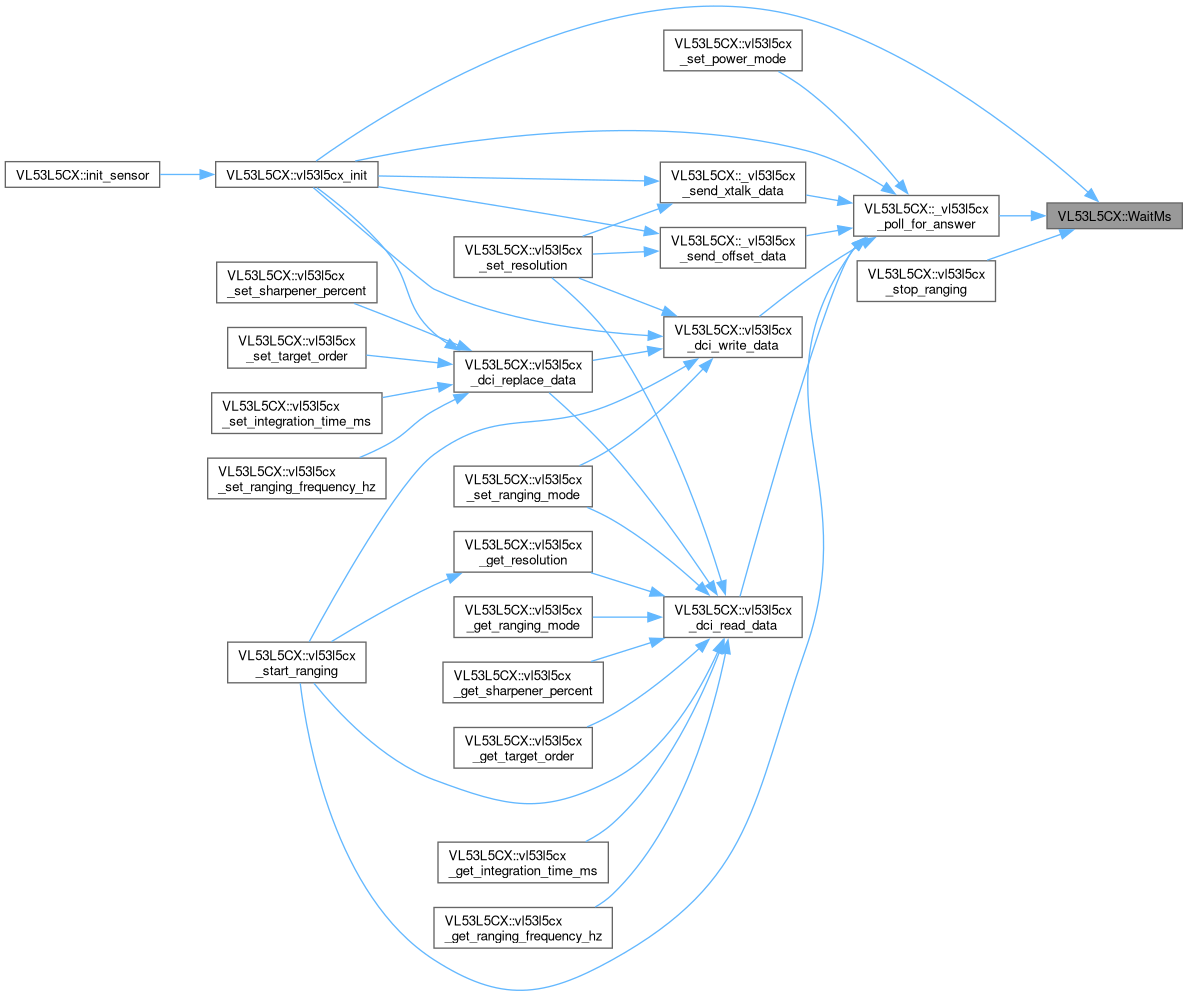 VL53L5CX::vl53l5cx
_set_power_mode
VL53L5CX::init_sensor
VL53L5CX::vl53l5cx_init
VL53L5CX::_vl53l5cx
_send_xtalk_data
VL53L5CX::_vl53l5cx
_poll_for_answer
VL53L5CX::WaitMs
VL53L5CX::vl53l5cx
_set_resolution
VL53L5CX::_vl53l5cx
_send_offset_data
VL53L5CX::vl53l5cx
_stop_ranging
VL53L5CX::vl53l5cx
_set_sharpener_percent
VL53L5CX::vl53l5cx
_dci_write_data
VL53L5CX::vl53l5cx
_set_target_order
VL53L5CX::vl53l5cx
_dci_replace_data
VL53L5CX::vl53l5cx
_set_integration_time_ms
VL53L5CX::vl53l5cx
_set_ranging_frequency_hz
VL53L5CX::vl53l5cx
_set_ranging_mode
VL53L5CX::vl53l5cx
_get_resolution
VL53L5CX::vl53l5cx
_get_ranging_mode
VL53L5CX::vl53l5cx
_dci_read_data
VL53L5CX::vl53l5cx
_start_ranging
VL53L5CX::vl53l5cx
_get_sharpener_percent
VL53L5CX::vl53l5cx
_get_target_order
VL53L5CX::vl53l5cx
_get_integration_time_ms
VL53L5CX::vl53l5cx
_get_ranging_frequency_hz